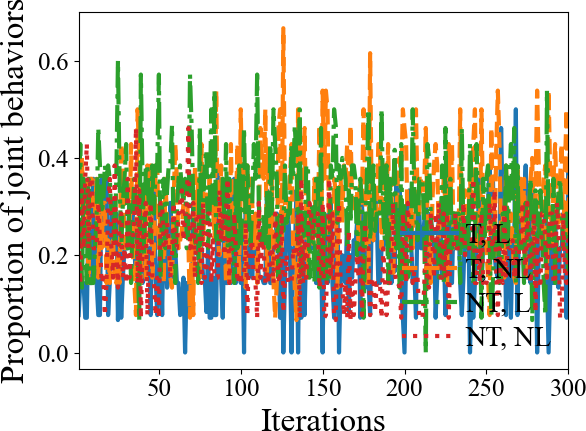 Proportion of joint behaviors
0.6
0.4
0.2
0.0
T, L
T, NL
NT, L
NT, NL
50 100 150 200 250 300
Iterations